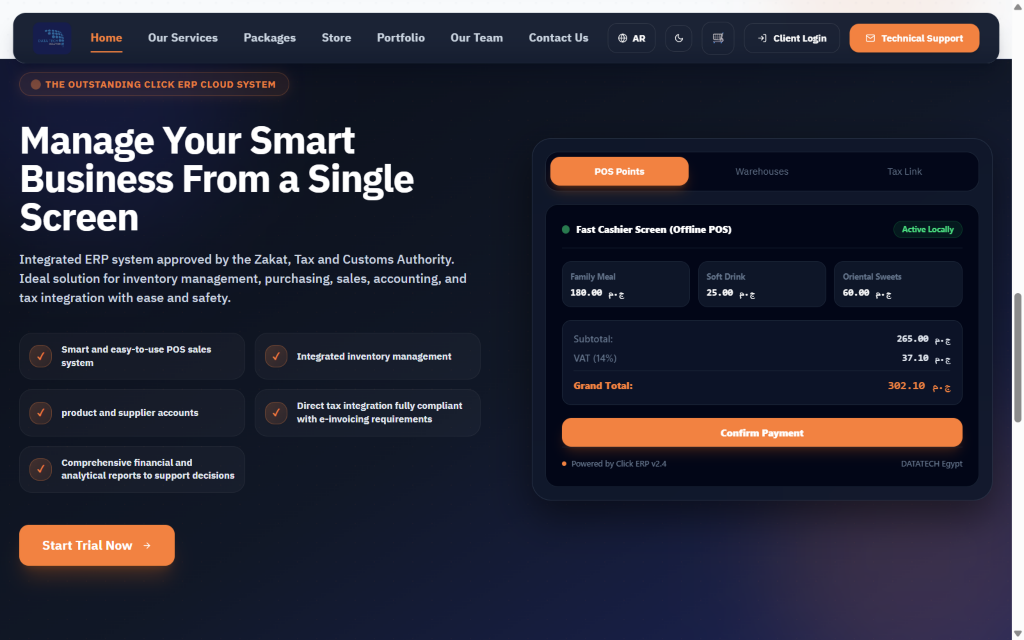 Home
Our Services
Packages
Store
Portfolio
Our Team
Contact Us
AR
Client Login
Technical Support
THE OUTSTANDING CLICK ERP CLOUD SYSTEM
Manage Your Smart
Business From a Single
Screen
Integrated ERP system approved by the Zakat, Tax and Customs Authority.
Ideal solution for inventory management, purchasing, sales, accounting, and
tax integration with ease and safety.
Smart and easy-to-use POS sales
system
Integrated inventory management
product and supplier accounts
Direct tax integration fully compliant
with e-invoicing requirements
Comprehensive financial and
analytical reports to support decisions
Start Trial Now →
POS Points
Warehouses
Tax Link
Fast Cashier Screen (Offline POS)
Active Locally
Family Meal
180.00 ج.م
Soft Drink
25.00 ج.م
Oriental Sweets
60.00 ج.م
Subtotal:
265.00 ج.م
VAT (14%)
37.10 ج.م
Grand Total:
302.10 ج.م
Confirm Payment
Powered by Click ERP v2.4
DATATECH Egypt